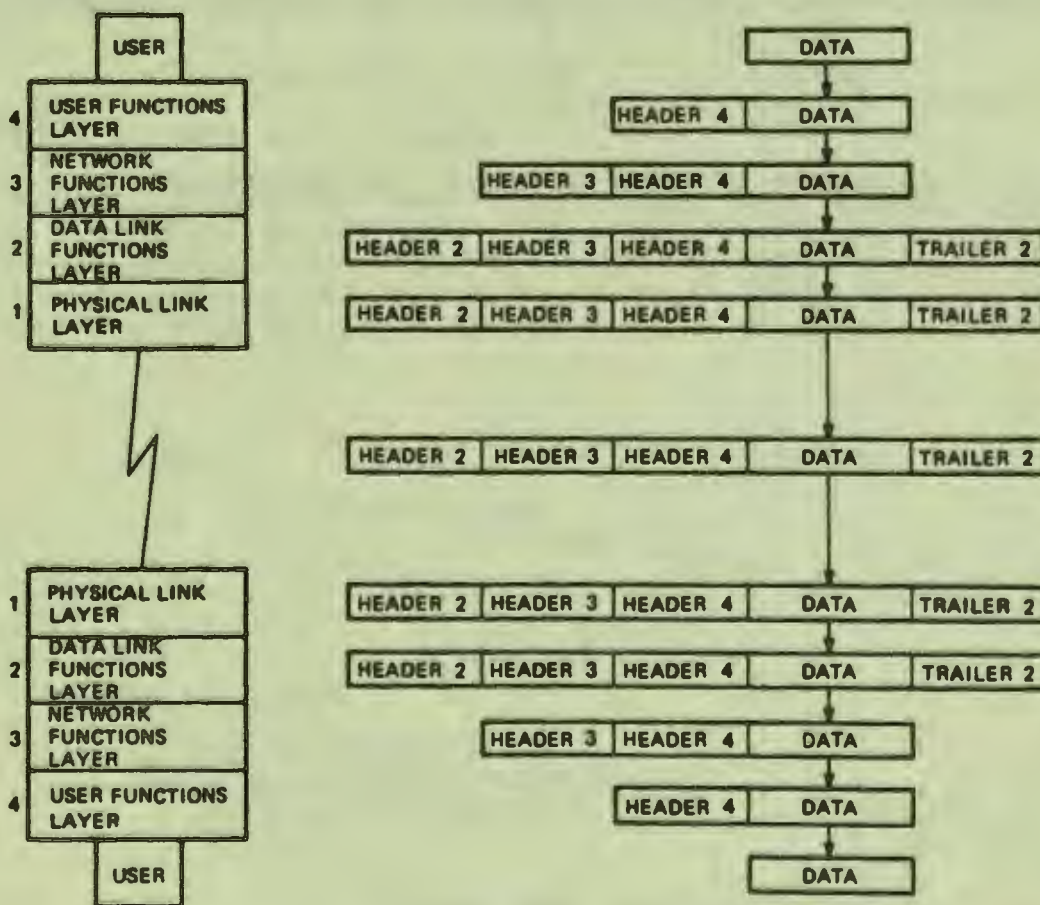 USER
DATA
4 USER FUNCTIONS
LAYER
HEADER 4 DATA
3 NETWORK
FUNCTIONS
LAYER
HEADER 3 HEADER 4 DATA
2 DATA LINK
FUNCTIONS
LAYER
HEADER 2 HEADER 3 HEADER 4 DATA TRAILER 2
1 PHYSICAL LINK
LAYER
HEADER 2 HEADER 3 HEADER 4 DATA TRAILER 2
HEADER 2 HEADER 3 HEADER 4 DATA TRAILER 2
1 PHYSICAL LINK
LAYER
HEADER 2 HEADER 3 HEADER 4 DATA TRAILER 2
2 DATA LINK
FUNCTIONS
LAYER
HEADER 2 HEADER 3 HEADER 4 DATA TRAILER 2
3 NETWORK
FUNCTIONS
LAYER
HEADER 3 HEADER 4 DATA
4 USER FUNCTIONS
LAYER
HEADER 4 DATA
USER
DATA